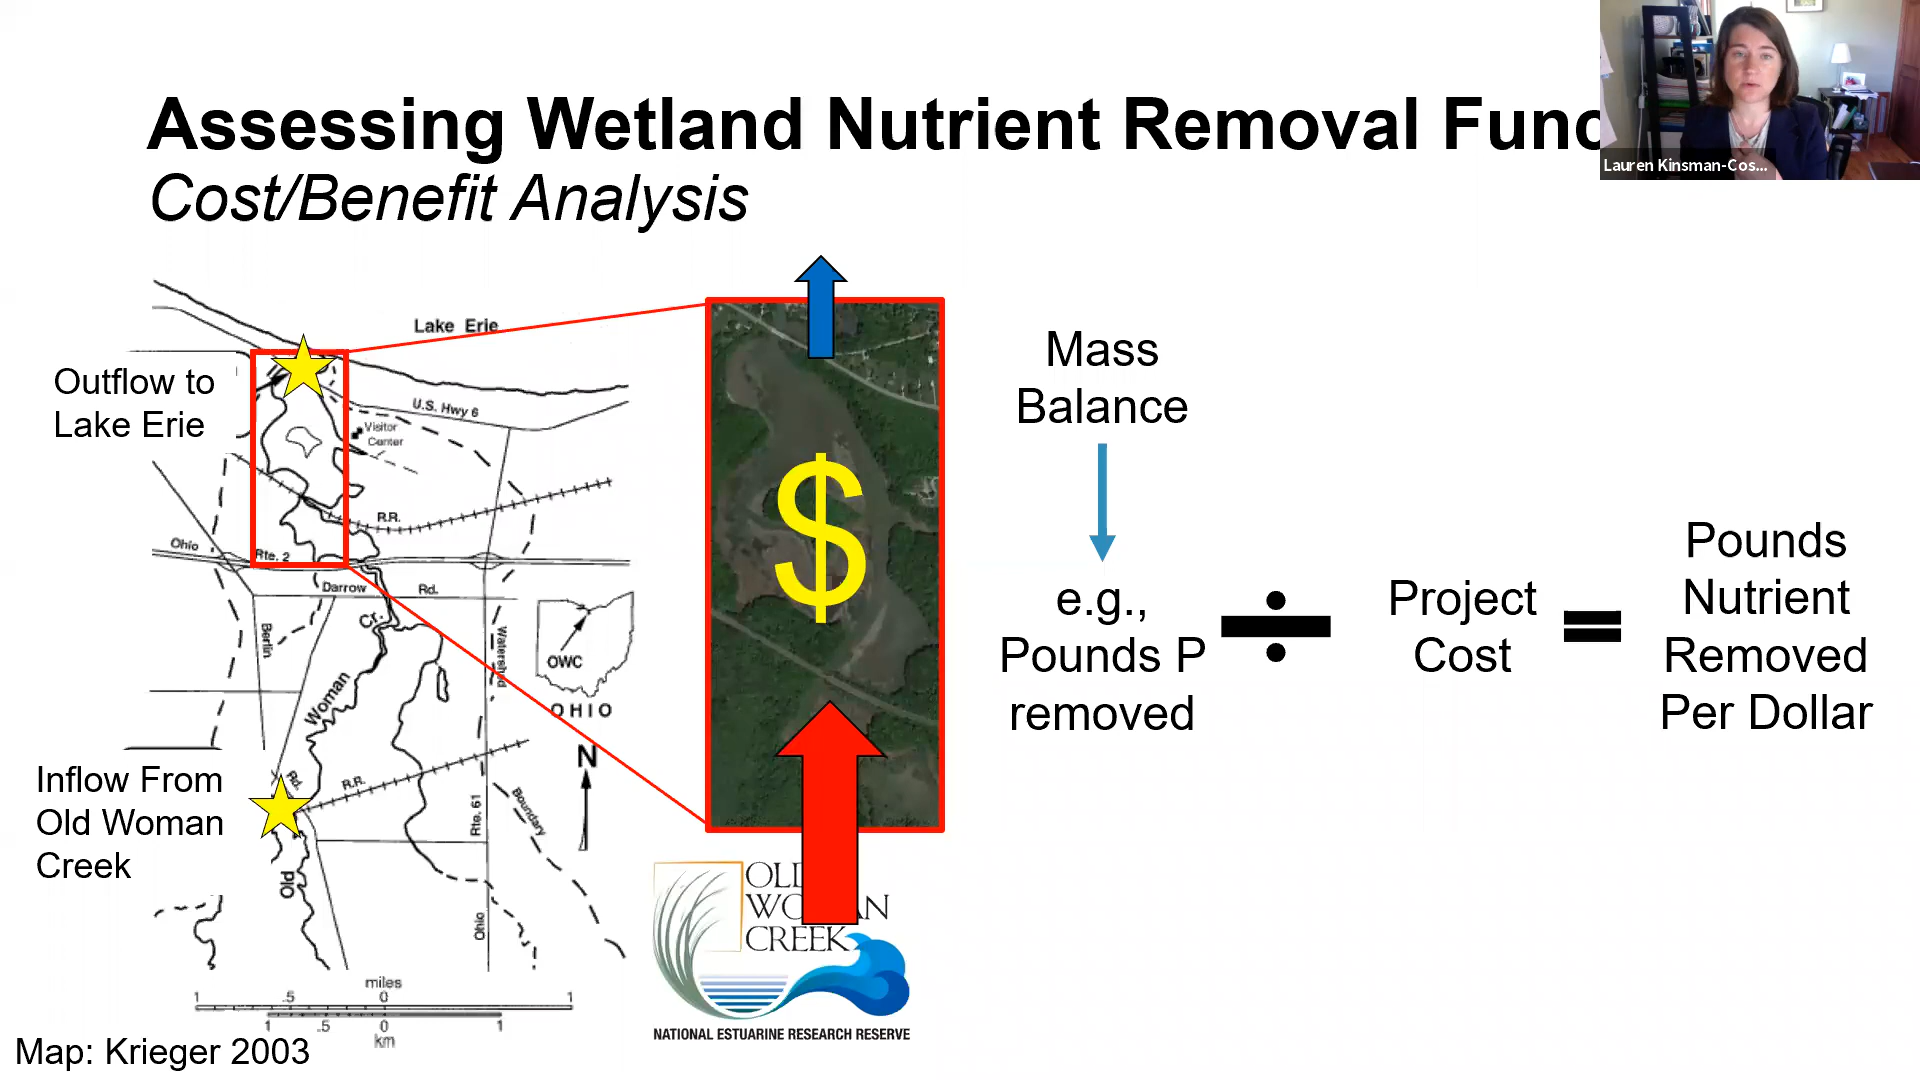 Assessing Wetland Nutrient Removal Func
Cost/Benefit Analysis
Lauren Kinsman-Cos...
Lake Erie
Outflow to
Lake Erie
U.S. Hwy 6
Visitor
Center
R.R.
Ohio
Rte. 2
Darrow Rd.
Cr.
Berlin
Watershed
Woman
OWC
OHIO
N
Inflow From
Old Woman
Creek
Rd.
R.R.
Rte. 61
Boundary
Old
Ohio
miles
1 .5 0 1
1 .5 0 1
km
Map: Krieger 2003
$
OLD
WOMAN
CREEK
NATIONAL ESTUARINE RESEARCH RESERVE
Mass
Balance
e.g.,
Pounds P
removed
÷
Project
Cost
=
Pounds
Nutrient
Removed
Per Dollar